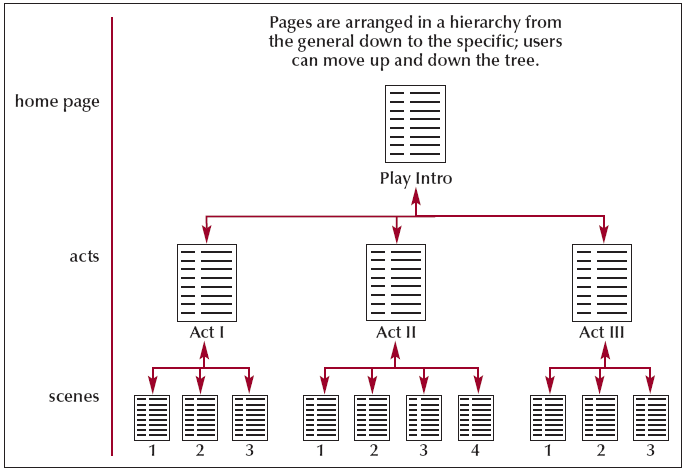 Pages are arranged in a hierarchy from
the general down to the specific; users
can move up and down the tree.
home page
Play Intro
acts
Act I
Act II
Act III
scenes
1 2 3 1 2 3 4 1 2 3